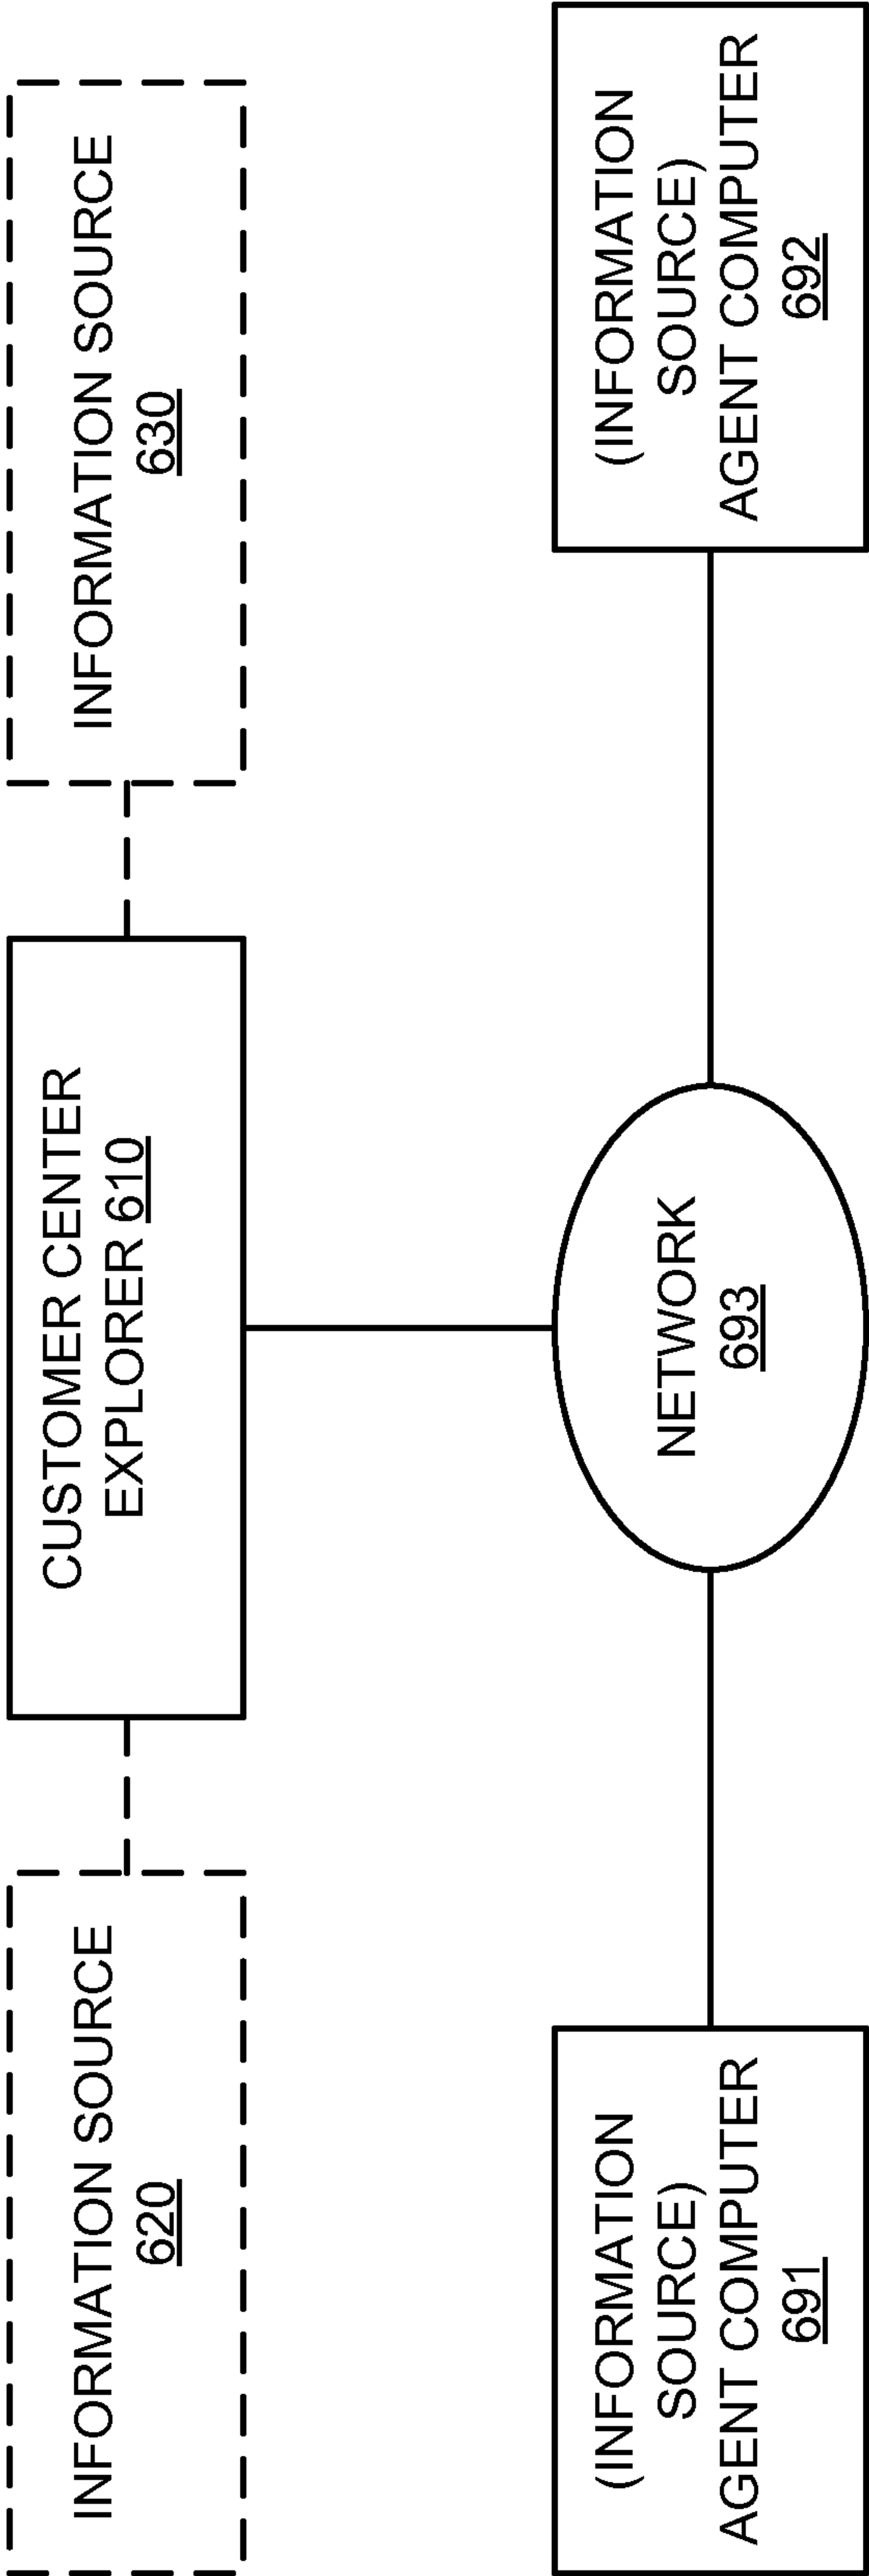 INFORMATION SOURCE
620
CUSTOMER CENTER
EXPLORER 610
INFORMATION SOURCE
630
(INFORMATION
SOURCE)
AGENT COMPUTER
691
NETWORK
693
(INFORMATION
SOURCE)
AGENT COMPUTER
692